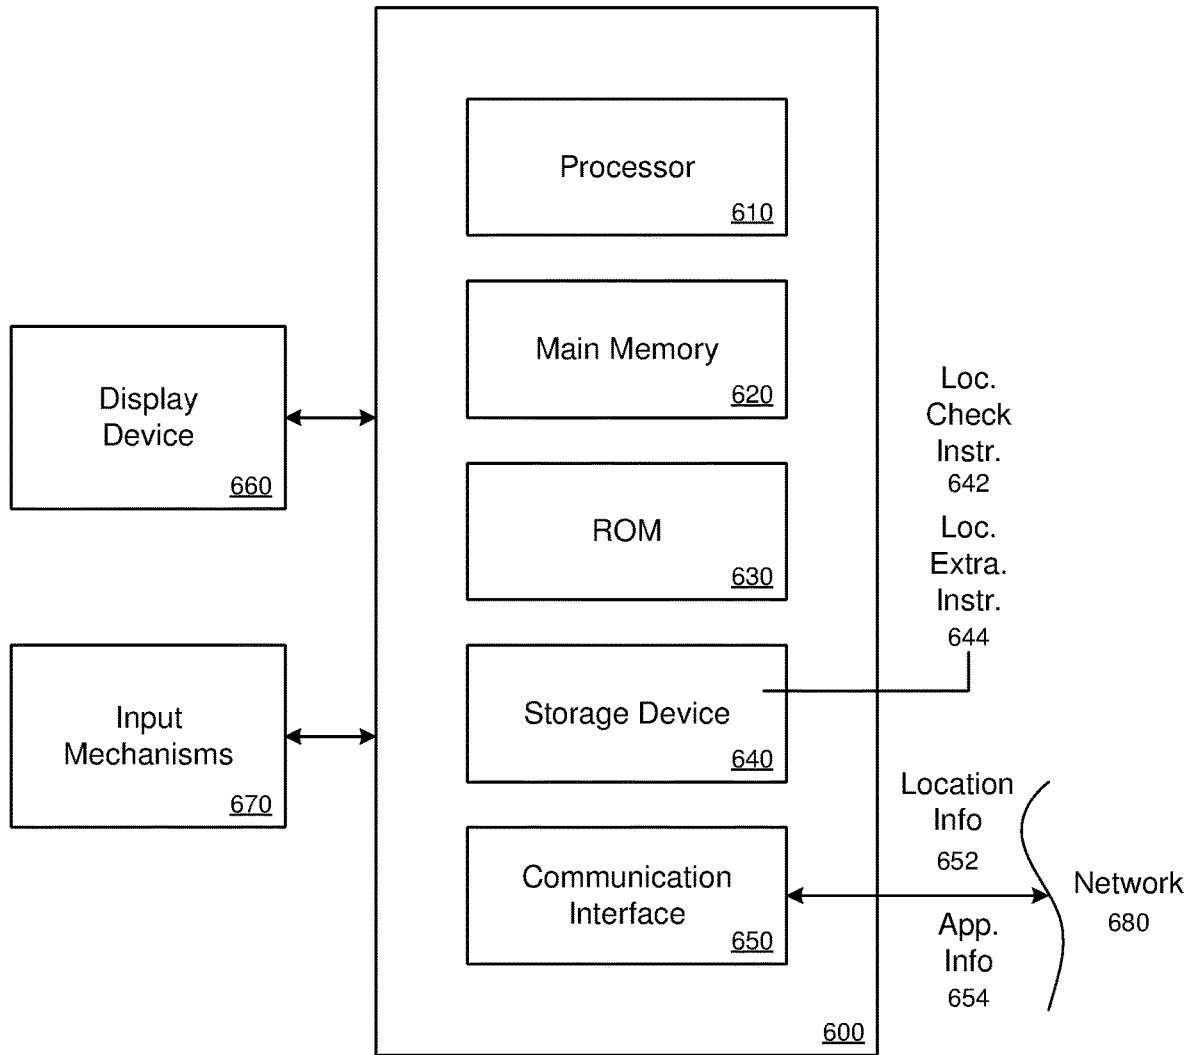 Processor
610
Main Memory
620
Display
Device
660
Loc.
Check
Instr.
642
Loc.
Extra.
Instr.
644
ROM
630
Input
Mechanisms
670
Storage Device
640
Communication
Interface
650
Location
Info
652
App.
Info
654
Network
680
600